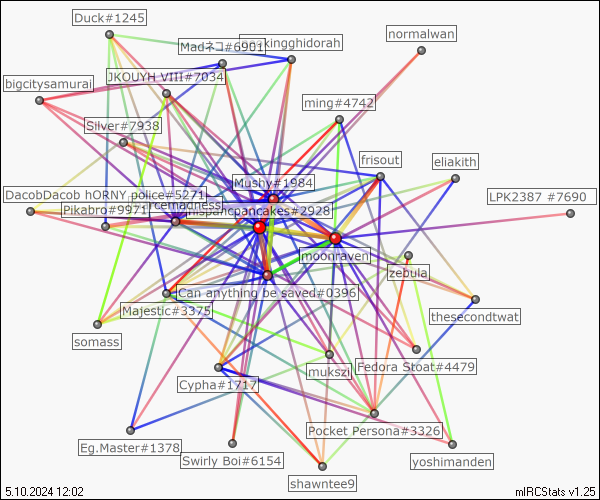 Duck#1245
normalwan
Madネコ#6901
kingghidorah
JKOUYH VIII#7034
bigcitysamurai
ming#4742
Silver#7938
frisout
eliakith
Mushy#1984
LPK2387 #7690
DacobDacob hORNY police#5271
Pikabro#9971
mispancpancakes#2928
moonraven
zebula
Can anything be saved#0396
Majestic#3375
thesecondtwat
somass
Fedora Stoat#4479
mukszi
Cypha#1717
Pocket Persona#3326
Eg.Master#1378
Swirly Boi#6154
yoshimanden
shawntee9
5.10.2024 12:02
mIRCStats v1.25